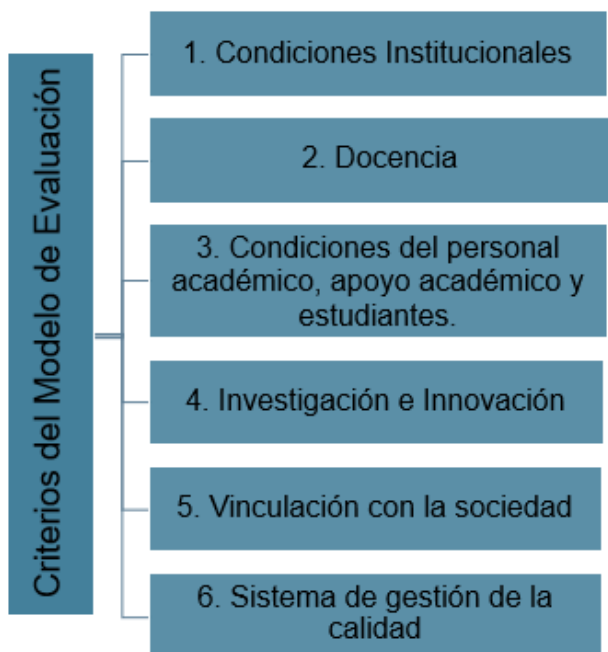 Criterios del Modelo de Evaluación
1. Condiciones Institucionales
2. Docencia
3. Condiciones del personal
académico, apoyo académico y
estudiantes.
4. Investigación e Innovación
5. Vinculación con la sociedad
6. Sistema de gestión de la
calidad